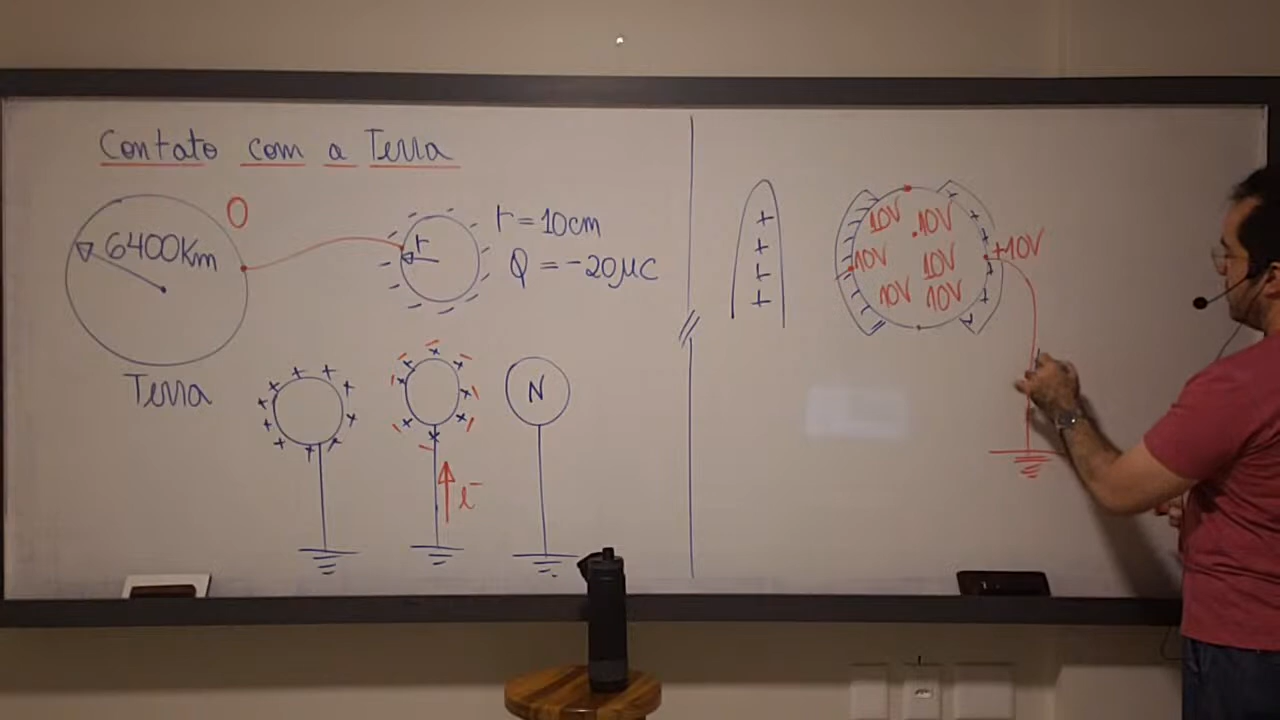 Contato com a Terra
0
6400Km
r
r = 10cm
Q = -20μC
Terra
- - - - - - - - - - -
+ + + + + + + + + +
N
e⁻
+
+
+
+
10V 10V
10V 10V
10V 10V
+10V